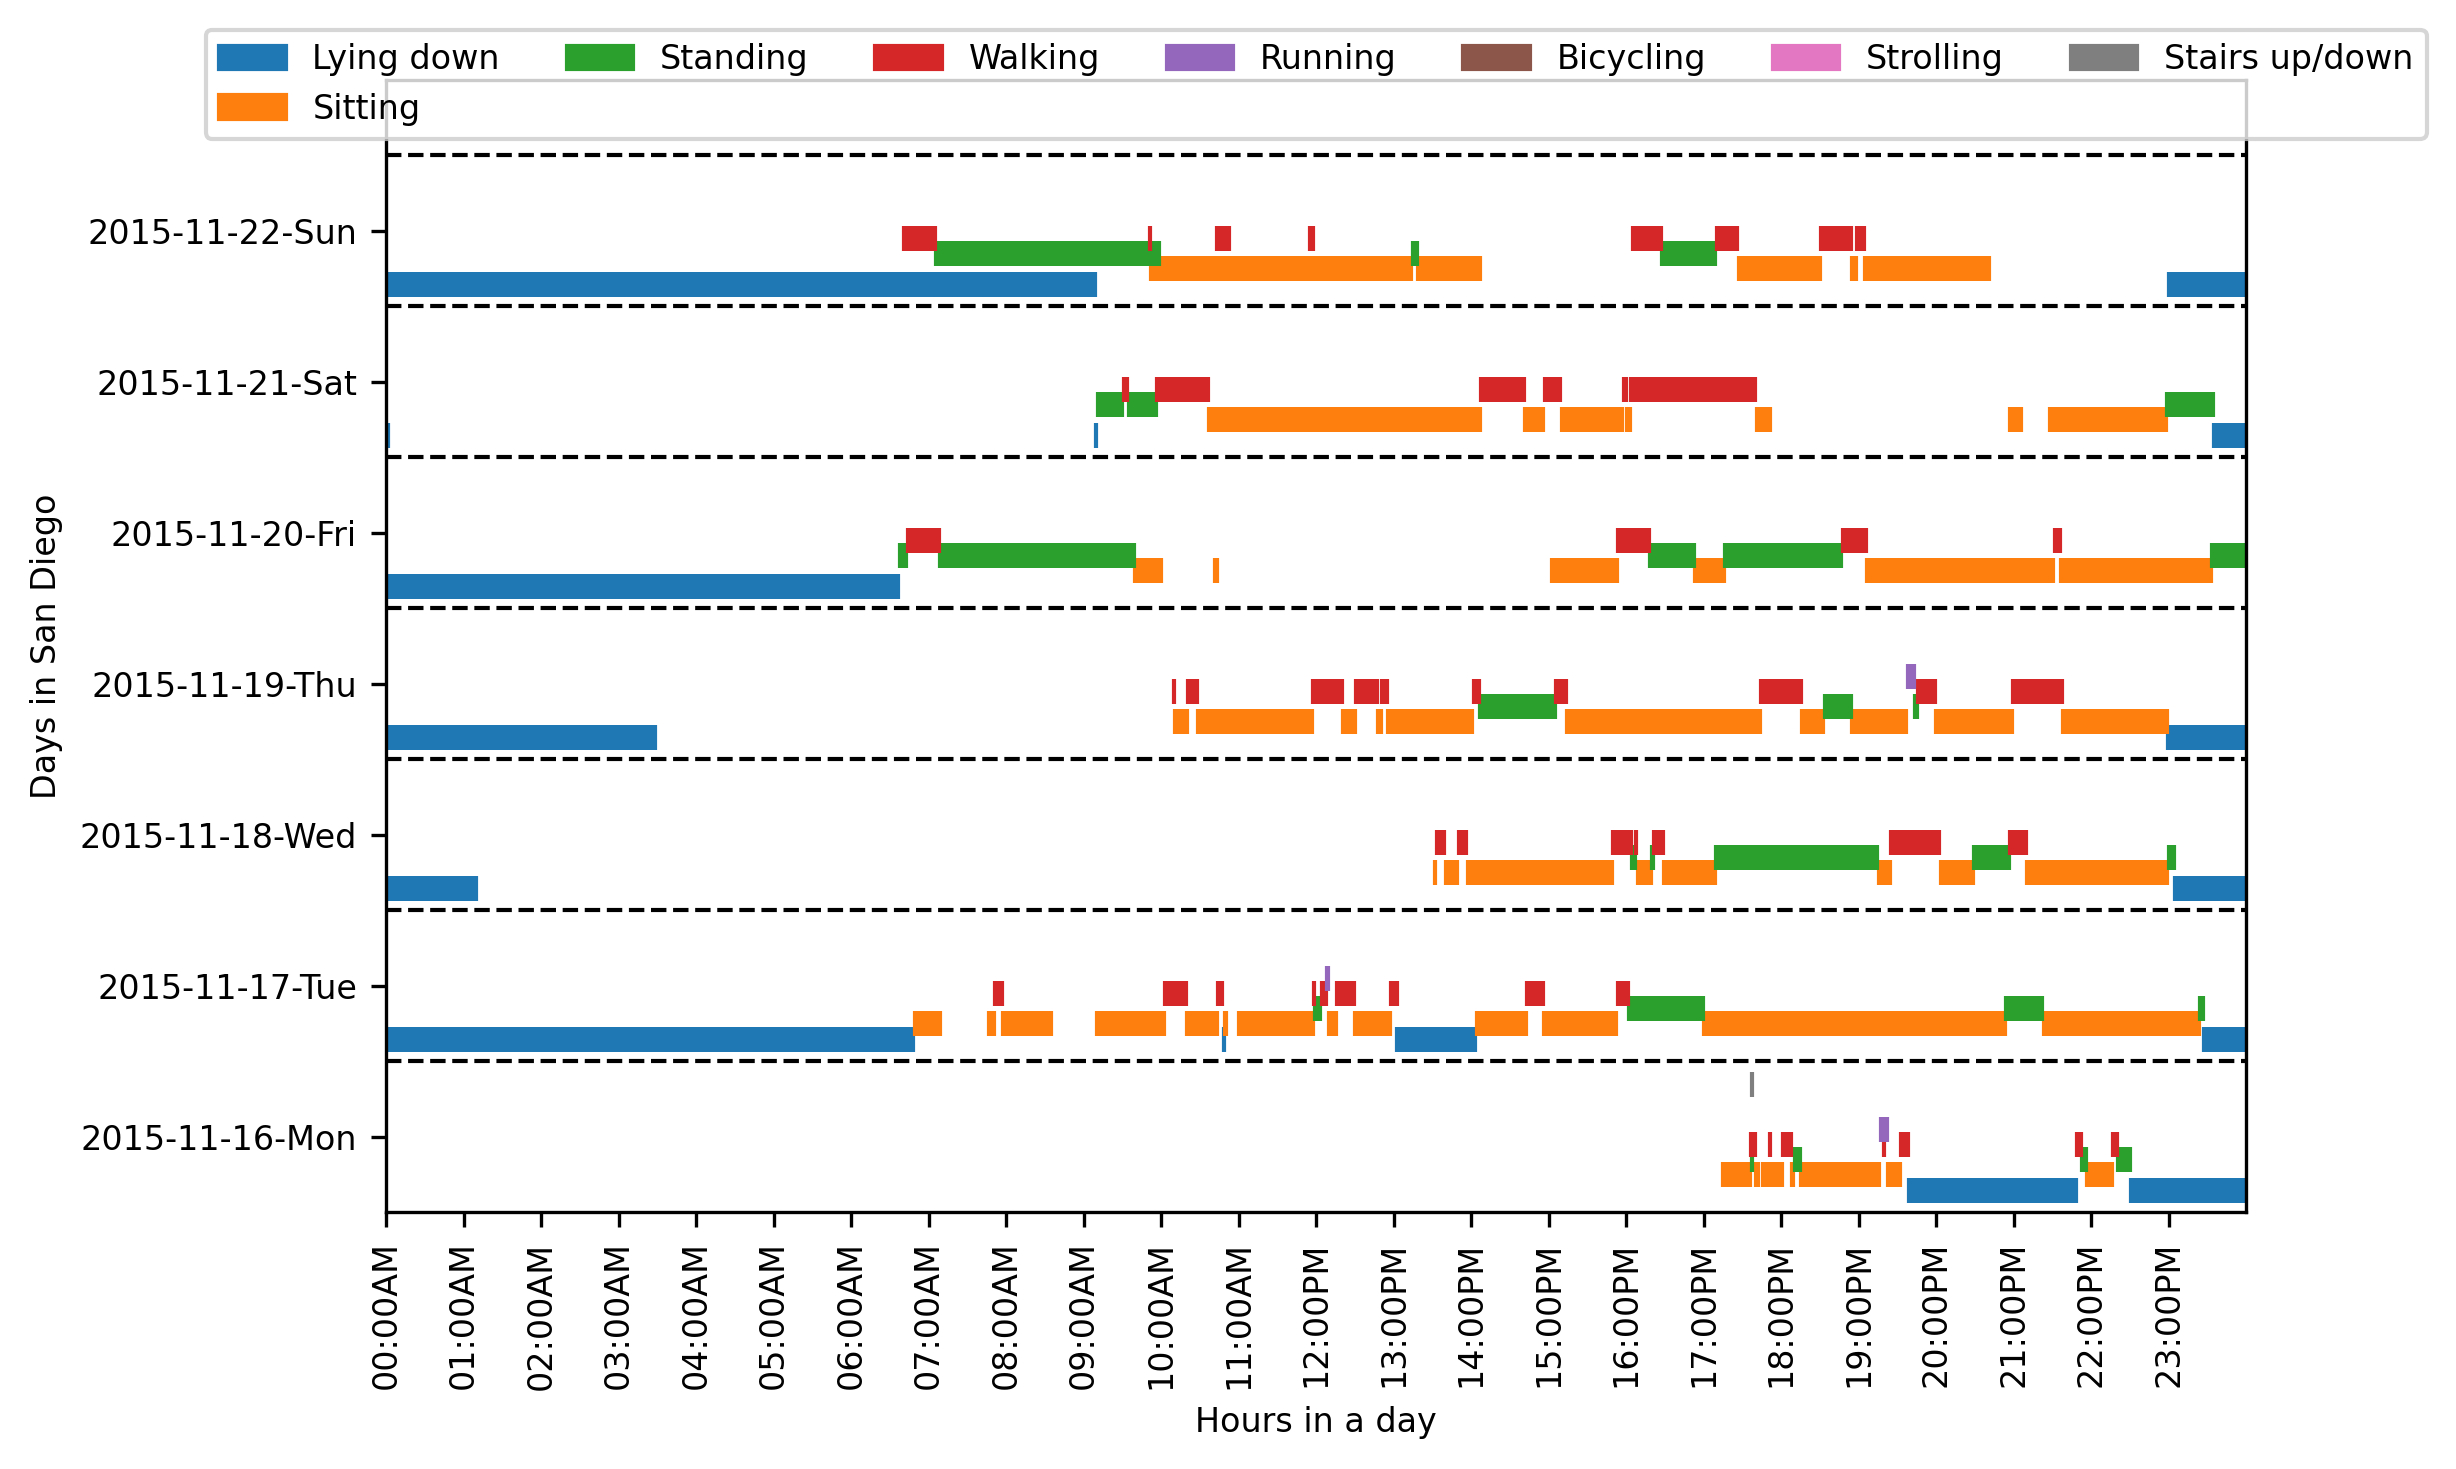 Lying down Standing Walking Running Bicycling Strolling Stairs up/down
Sitting
2015-11-22-Sun
2015-11-21-Sat
2015-11-20-Fri
2015-11-19-Thu
2015-11-18-Wed
2015-11-17-Tue
2015-11-16-Mon
Days in San Diego
00:00AM
01:00AM
02:00AM
03:00AM
04:00AM
05:00AM
06:00AM
07:00AM
08:00AM
09:00AM
10:00AM
11:00AM
12:00PM
13:00PM
14:00PM
15:00PM
16:00PM
17:00PM
18:00PM
19:00PM
20:00PM
21:00PM
22:00PM
23:00PM
Hours in a day